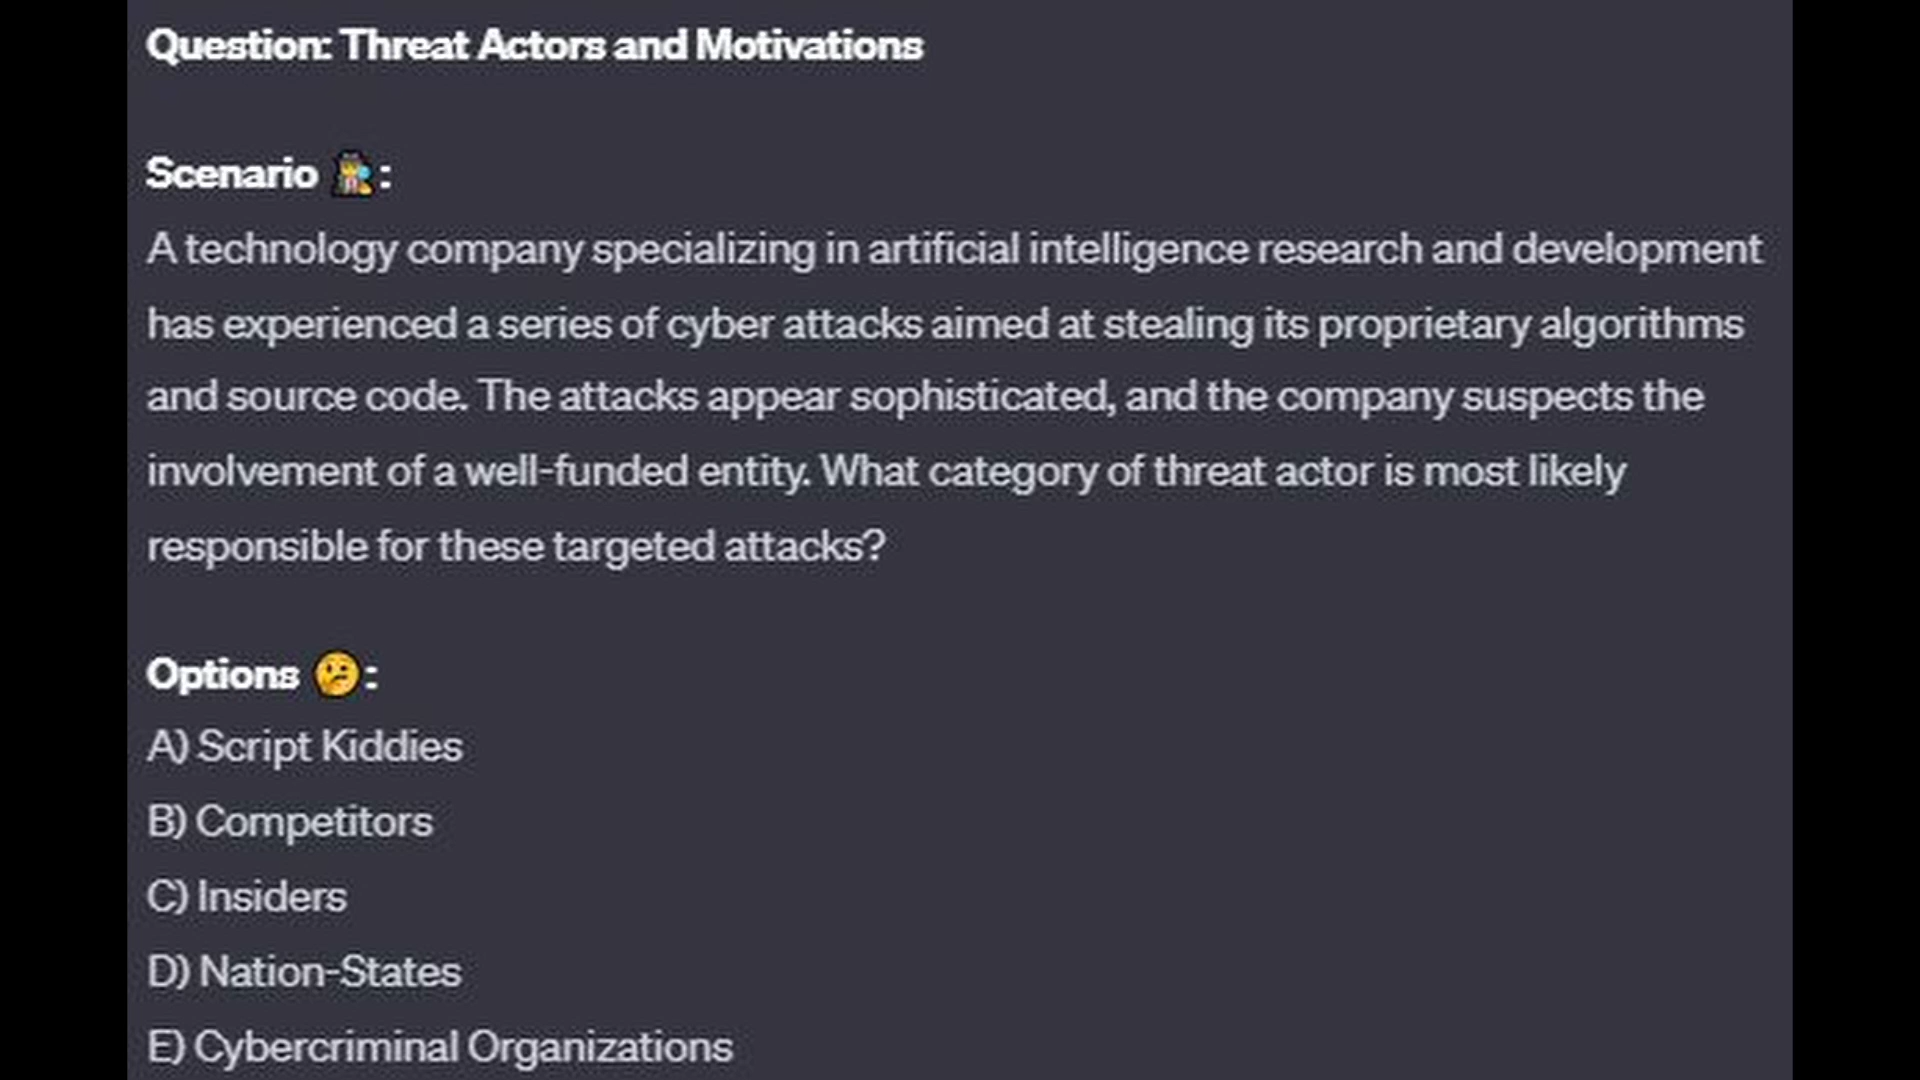 Question: Threat Actors and Motivations
Scenario 🕵️:
A technology company specializing in artificial intelligence research and development
has experienced a series of cyber attacks aimed at stealing its proprietary algorithms
and source code. The attacks appear sophisticated, and the company suspects the
involvement of a well-funded entity. What category of threat actor is most likely
responsible for these targeted attacks?
Options 🤔:
A) Script Kiddies
B) Competitors
C) Insiders
D) Nation-States
E) Cybercriminal Organizations